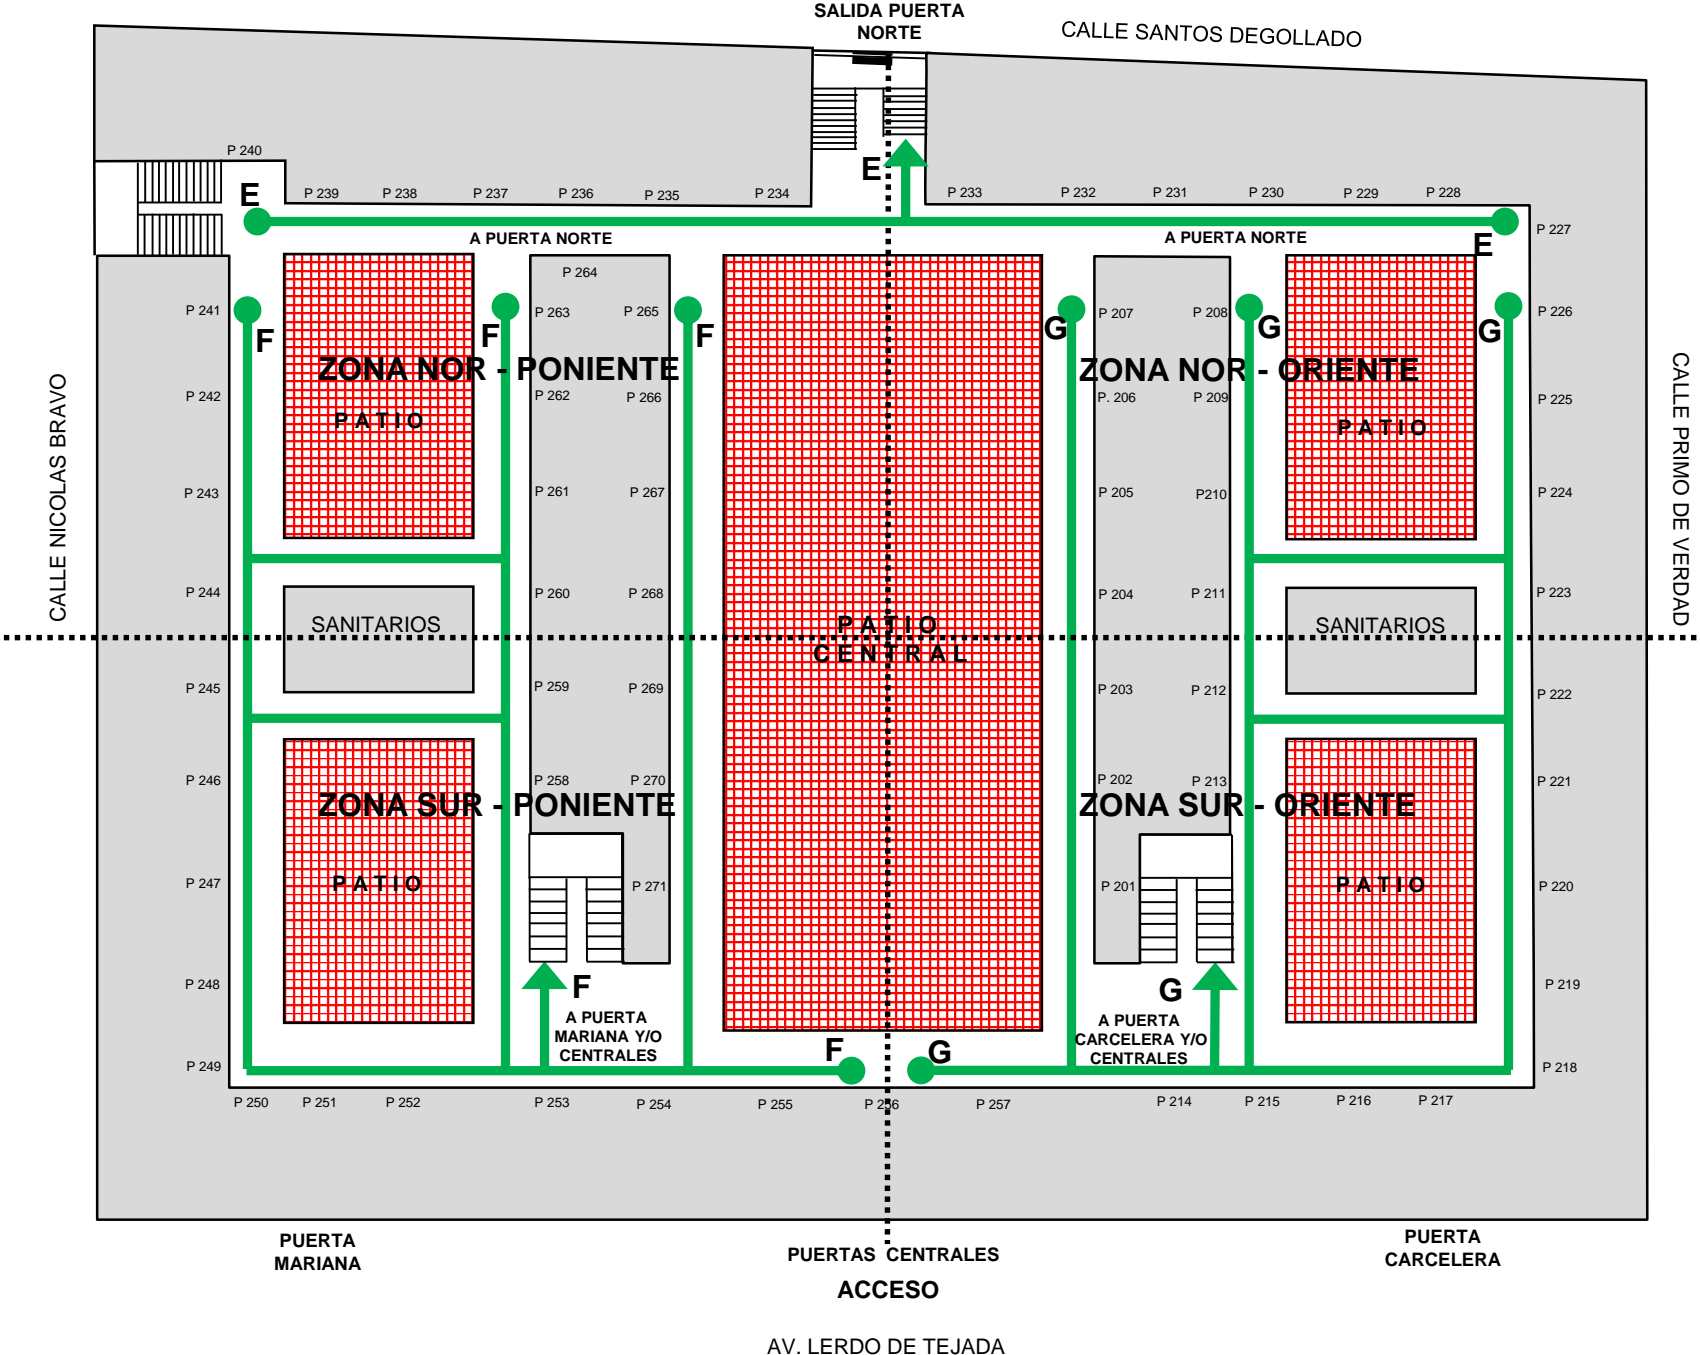 SALIDA PUERTA
NORTE
CALLE SANTOS DEGOLLADO
P 240
E
E
P 239
P 238
P 237
P 236
P 235
P 234
P 233
P 232
P 231
P 230
P 229
P 228
P 227
A PUERTA NORTE
A PUERTA NORTE
E
P 264
P 241
P 263
P 265
P 207
P 208
P 226
F
F
F
G
G
G
ZONA NOR - PONIENTE
ZONA NOR - ORIENTE
P 242
P 262
P 266
P. 206
P 209
P 225
PATIO
PATIO
CALLE NICOLAS BRAVO
CALLE PRIMO DE VERDAD
P 243
P 261
P 267
P 205
P210
P 224
P 244
P 260
P 268
P 204
P 211
P 223
SANITARIOS
PATIO
CENTRAL
SANITARIOS
P 245
P 259
P 269
P 203
P 212
P 222
P 246
P 258
P 270
P 202
P 213
P 221
ZONA SUR - PONIENTE
ZONA SUR - ORIENTE
P 247
PATIO
P 271
P 201
PATIO
P 220
P 248
F
G
P 219
A PUERTA
MARIANA Y/O
CENTRALES
A PUERTA
CARCELERA Y/O
CENTRALES
F
G
P 249
P 218
P 250
P 251
P 252
P 253
P 254
P 255
P 256
P 257
P 214
P 215
P 216
P 217
PUERTA
MARIANA
PUERTAS CENTRALES
PUERTA
CARCELERA
ACCESO
AV. LERDO DE TEJADA